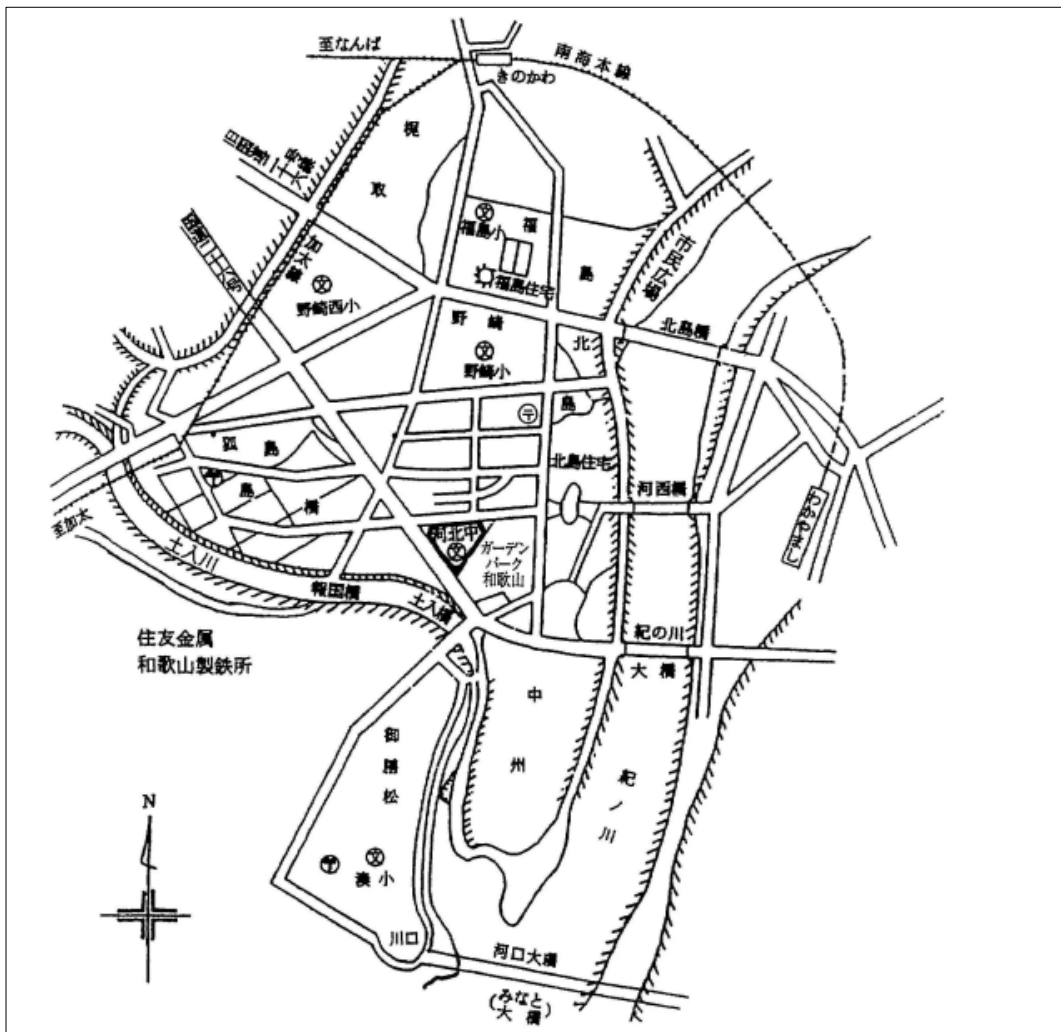 至なんば
南海本線
きのかわ
梶
取
福島小
福
島
福島住宅
加太線
野崎西小
市民広場
北島橋
野崎
野崎小
北
島
狐島
北島住宅
河西橋
島橋
河北中
ガーデン
パーク
和歌山
わかやまし
至加太
土入川
報国橋
土入橋
住友金属
和歌山製鉄所
紀の川
大橋
中
州
御膳松
紀ノ川
N
湊小
川口
河口大橋
(みなと
大橋)